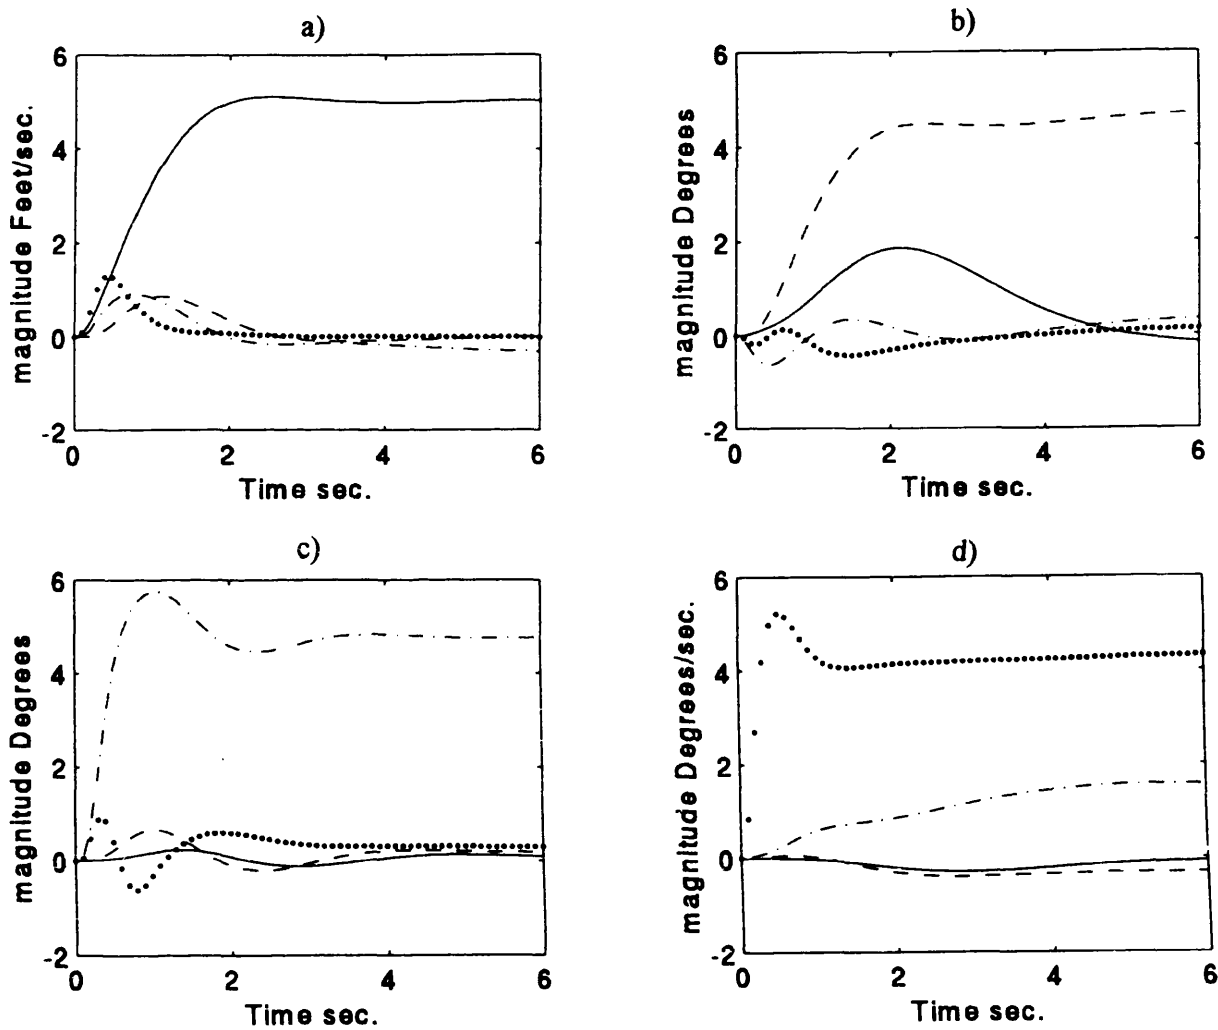 a)
magnitude Feet/sec.
6
4
2
0
-2
0 2 4 6
Time sec.
b)
magnitude Degrees
6
4
2
0
-2
0 2 4 6
Time sec.
c)
magnitude Degrees
6
4
2
0
-2
0 2 4 6
Time sec.
d)
magnitude Degrees/sec.
6
4
2
0
-2
0 2 4 6
Time sec.